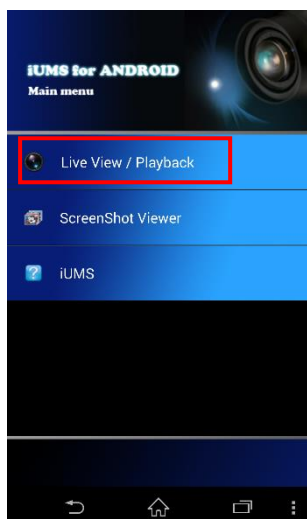 iUMS for ANDROID
Main menu
Live View / Playback
ScreenShot Viewer
iUMS